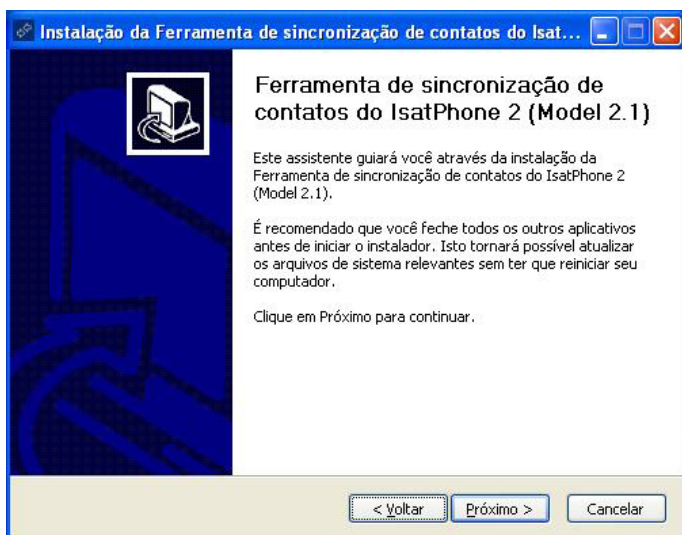 Instalação da Ferramenta de sincronização de contatos do Isat...
Ferramenta de sincronização de
contatos do IsatPhone 2 (Model 2.1)
Este assistente guiará você através da instalação da
Ferramenta de sincronização de contatos do IsatPhone 2
(Model 2.1).
É recomendado que você feche todos os outros aplicativos
antes de iniciar o instalador. Isto tornará possível atualizar
os arquivos de sistema relevantes sem ter que reiniciar seu
computador.
Clique em Próximo para continuar.
< Voltar Próximo > Cancelar